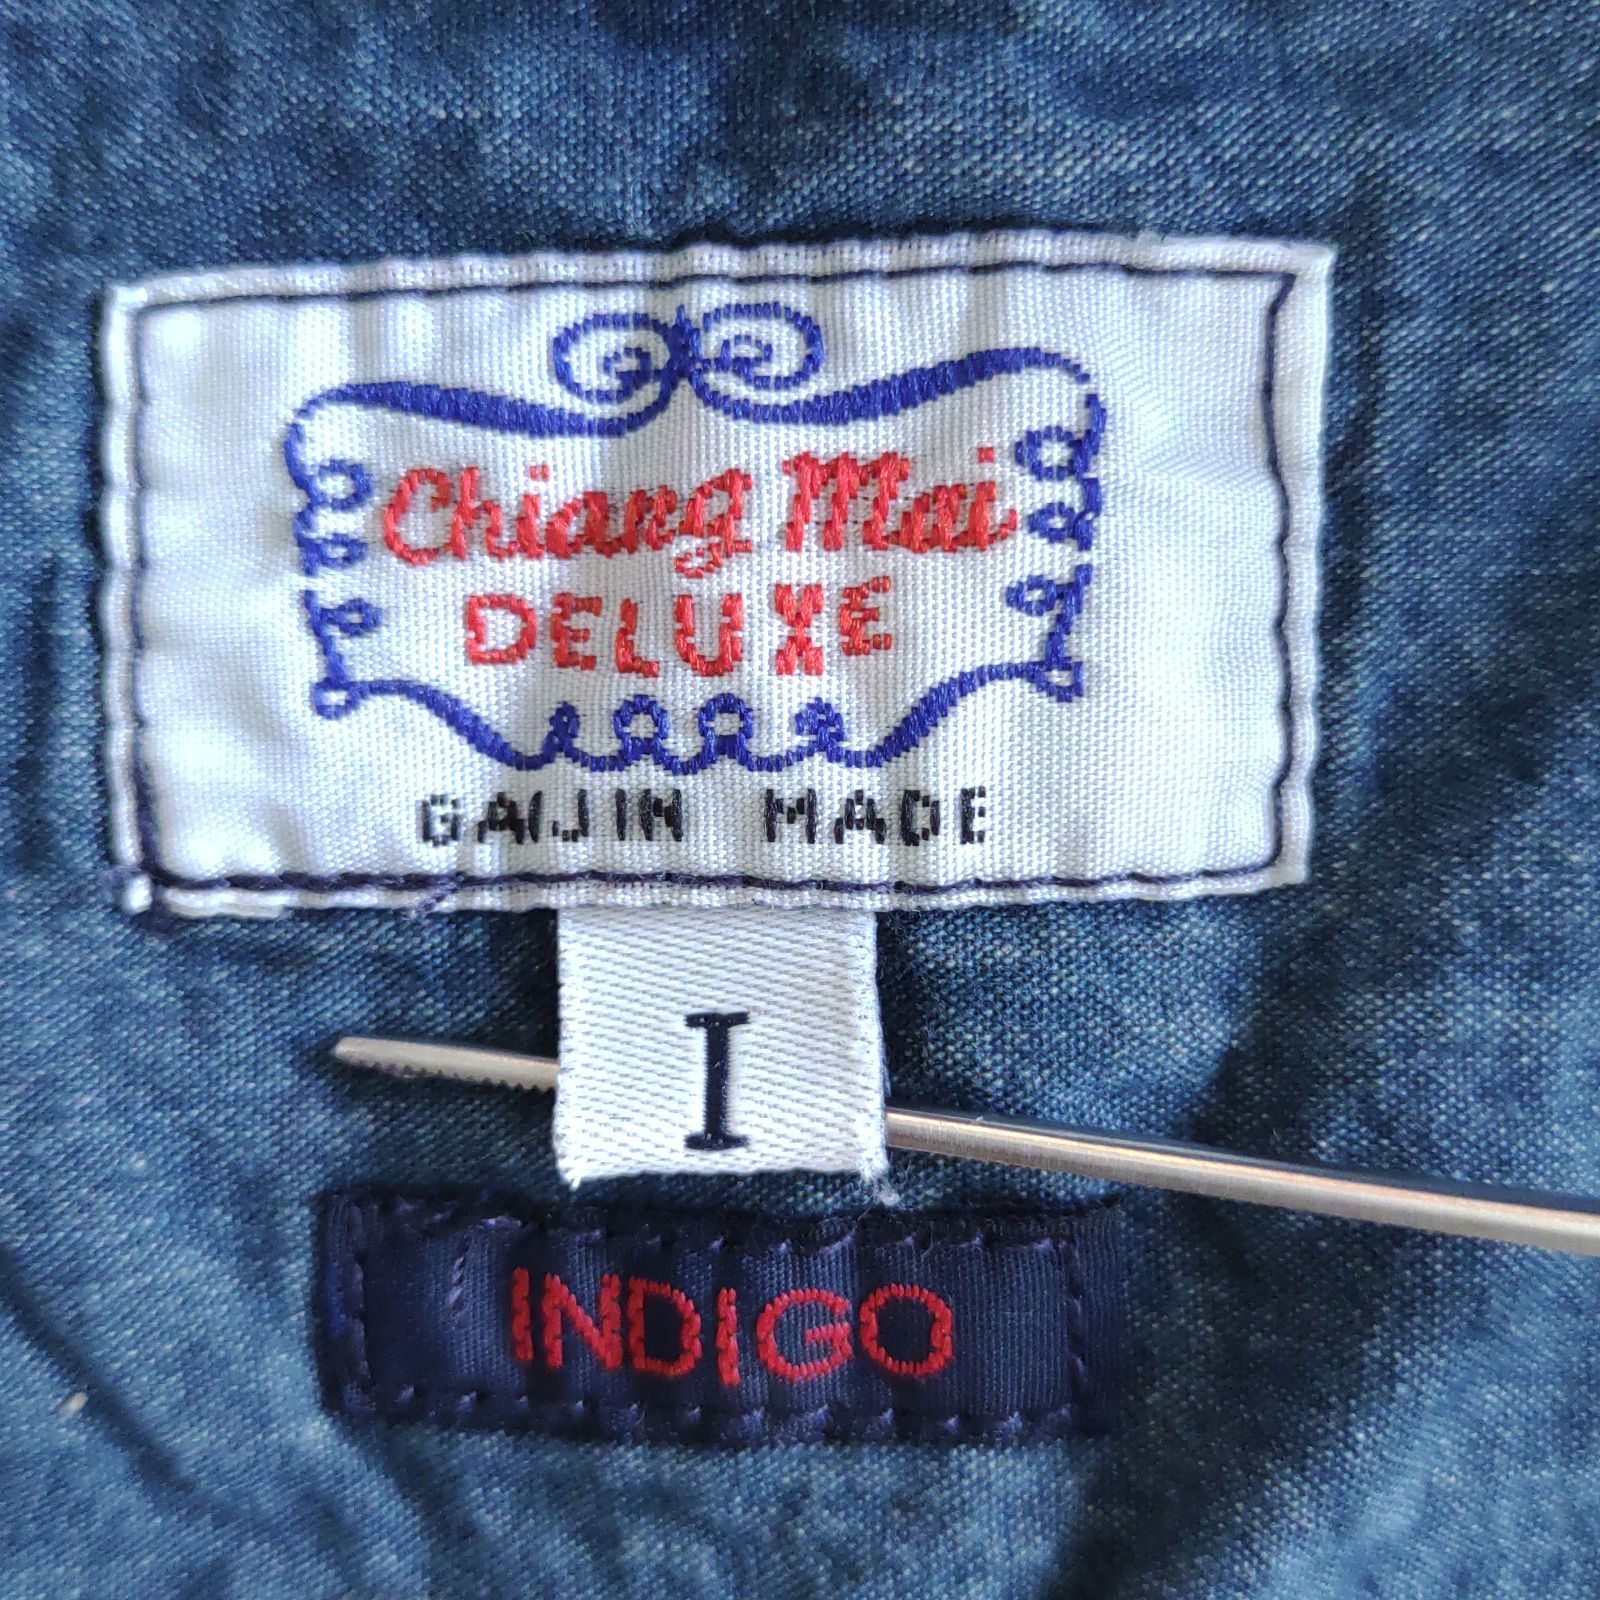 Chiang Mai
DELUXE
GAIJIN MADE
I
INDIGO